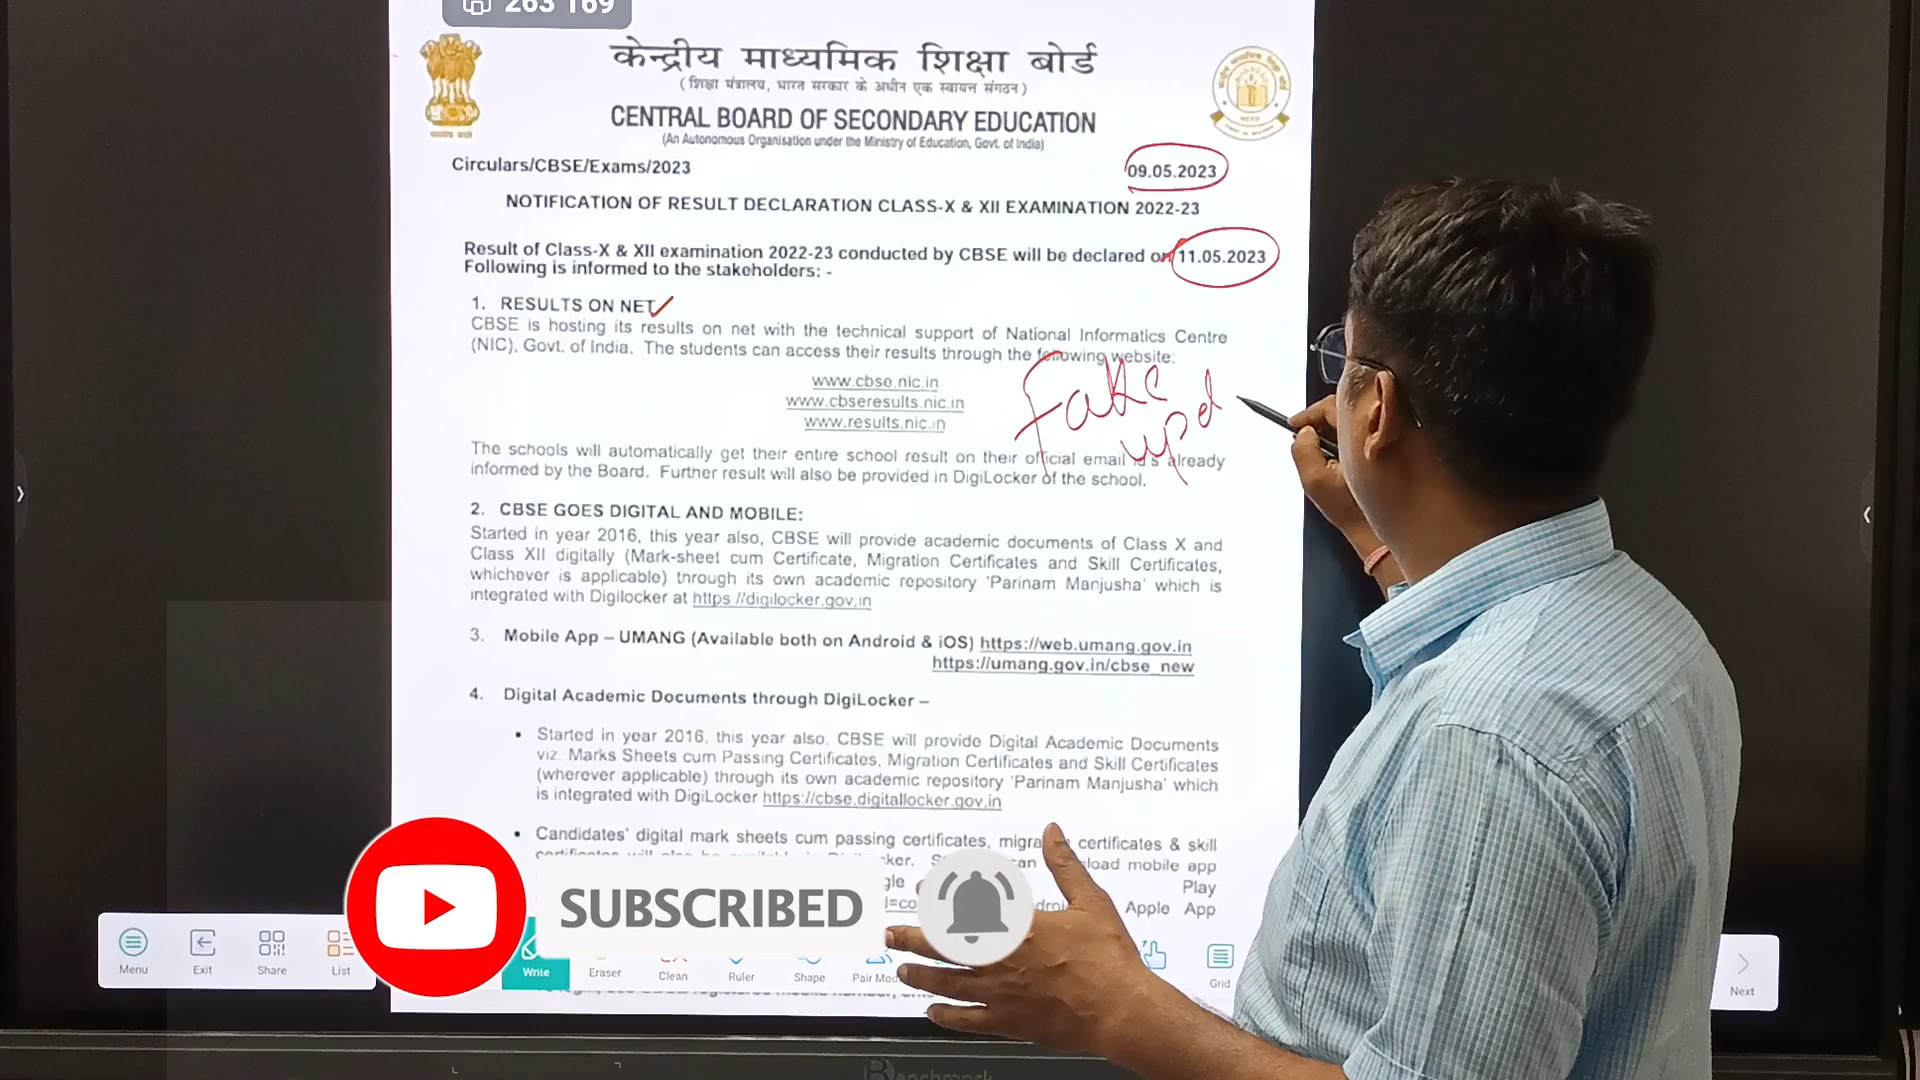 263 169
केन्द्रीय माध्यमिक शिक्षा बोर्ड
(शिक्षा मंत्रालय, भारत सरकार के अधीन एक स्वायत्त संगठन)
CENTRAL BOARD OF SECONDARY EDUCATION
(An Autonomous Organisation under the Ministry of Education, Govt. of India)
Circulars/CBSE/Exams/2023
09.05.2023
NOTIFICATION OF RESULT DECLARATION CLASS-X & XII EXAMINATION 2022-23
Result of Class-X & XII examination 2022-23 conducted by CBSE will be declared on 11.05.2023
Following is informed to the stakeholders: -
1. RESULTS ON NET
CBSE is hosting its results on net with the technical support of National Informatics Centre
(NIC), Govt. of India. The students can access their results through the following website:
www.cbse.nic.in
www.cbseresults.nic.in
www.results.nic.in
Fake
upd
The schools will automatically get their entire school result on their official email id's already
informed by the Board. Further result will also be provided in DigiLocker of the school.
2. CBSE GOES DIGITAL AND MOBILE:
Started in year 2016, this year also, CBSE will provide academic documents of Class X and
Class XII digitally (Mark-sheet cum Certificate, Migration Certificates and Skill Certificates,
whichever is applicable) through its own academic repository 'Parinam Manjusha' which is
integrated with Digilocker at https://digilocker.gov.in
3. Mobile App – UMANG (Available both on Android & iOS) https://web.umang.gov.in
https://umang.gov.in/cbse_new
4. Digital Academic Documents through DigiLocker –
• Started in year 2016, this year also, CBSE will provide Digital Academic Documents
viz. Marks Sheets cum Passing Certificates, Migration Certificates and Skill Certificates
(wherever applicable) through its own academic repository 'Parinam Manjusha' which
is integrated with DigiLocker https://cbse.digitallocker.gov.in
• Candidates' digital mark sheets cum passing certificates, certificates & skill
mobile app
Play
Apple App
SUBSCRIBED
Menu Exit Share List Write Eraser Clean Ruler Shape Pair Grid Next